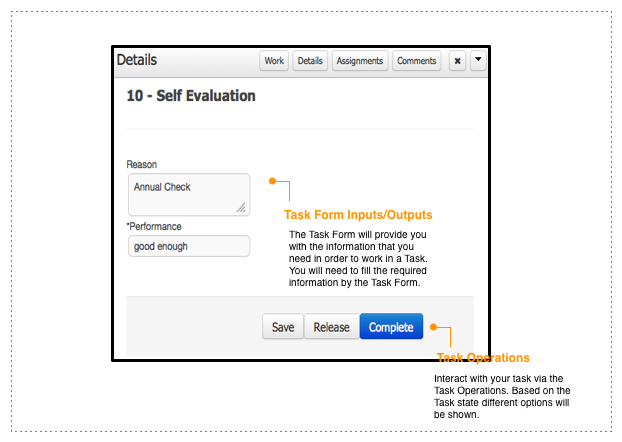 Details
Work Details Assignments Comments x
10 - Self Evaluation
Reason
Annual Check
Task Form Inputs/Outputs
*Performance
good enough
The Task Form will provide you
with the information that you
need in order to work in a Task.
You will need to fill the required
information by the Task Form.
Save Release Complete
Task Operations
Interact with your task via the
Task Operations. Based on the
Task state different options will
be shown.